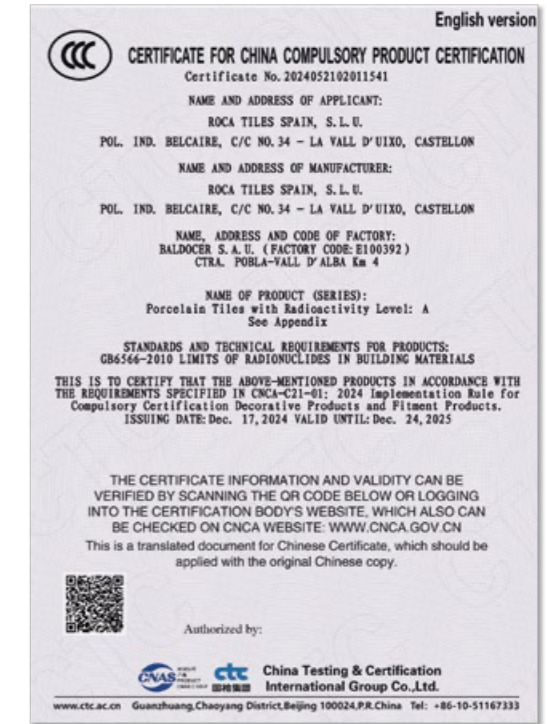 English version
CERTIFICATE FOR CHINA COMPULSORY PRODUCT CERTIFICATION
Certificate No. 2024052102011541
NAME AND ADDRESS OF APPLICANT:
ROCA TILES SPAIN, S.L.U.
POL. IND. BELCAIRE, C/C NO.34 - LA VALL D'UIXO, CASTELLON
NAME AND ADDRESS OF MANUFACTURER:
ROCA TILES SPAIN, S.L.U.
POL. IND. BELCAIRE, C/C NO.34 - LA VALL D'UIXO, CASTELLON
NAME, ADDRESS AND CODE OF FACTORY:
BALDOCER S.A.U. (FACTORY CODE:E100392)
CTRA. POBLA-VALL D'ALBA Km 4
NAME OF PRODUCT (SERIES):
Porcelain Tiles with Radioactivity Level: A
See Appendix
STANDARDS AND TECHNICAL REQUIREMENTS FOR PRODUCTS:
GB6566-2010 LIMITS OF RADIONUCLIDES IN BUILDING MATERIALS
THIS IS TO CERTIFY THAT THE ABOVE-MENTIONED PRODUCTS IN ACCORDANCE WITH
THE REQUIREMENTS SPECIFIED IN CNCA-C21-01: 2024 Implementation Rule for
Compulsory Certification Decorative Products and Fitment Products.
ISSUING DATE: Dec. 17,2024 VALID UNTIL: Dec. 24,2025
THE CERTIFICATE INFORMATION AND VALIDITY CAN BE
VERIFIED BY SCANNING THE QR CODE BELOW OR LOGGING
INTO THE CERTIFICATION BODY'S WEBSITE, WHICH ALSO CAN
BE CHECKED ON CNCA WEBSITE: WWW.CNCA.GOV.CN
This is a translated document for Chinese Certificate, which should be
applied with the original Chinese copy.
Authorized by:
CNAS
ctc
国检集团
China Testing & Certification
International Group Co.,Ltd.
www.ctc.ac.cn Guanzhuang,Chaoyang District,Beijing 100024,P.R.China Tel: +86-10-51167333